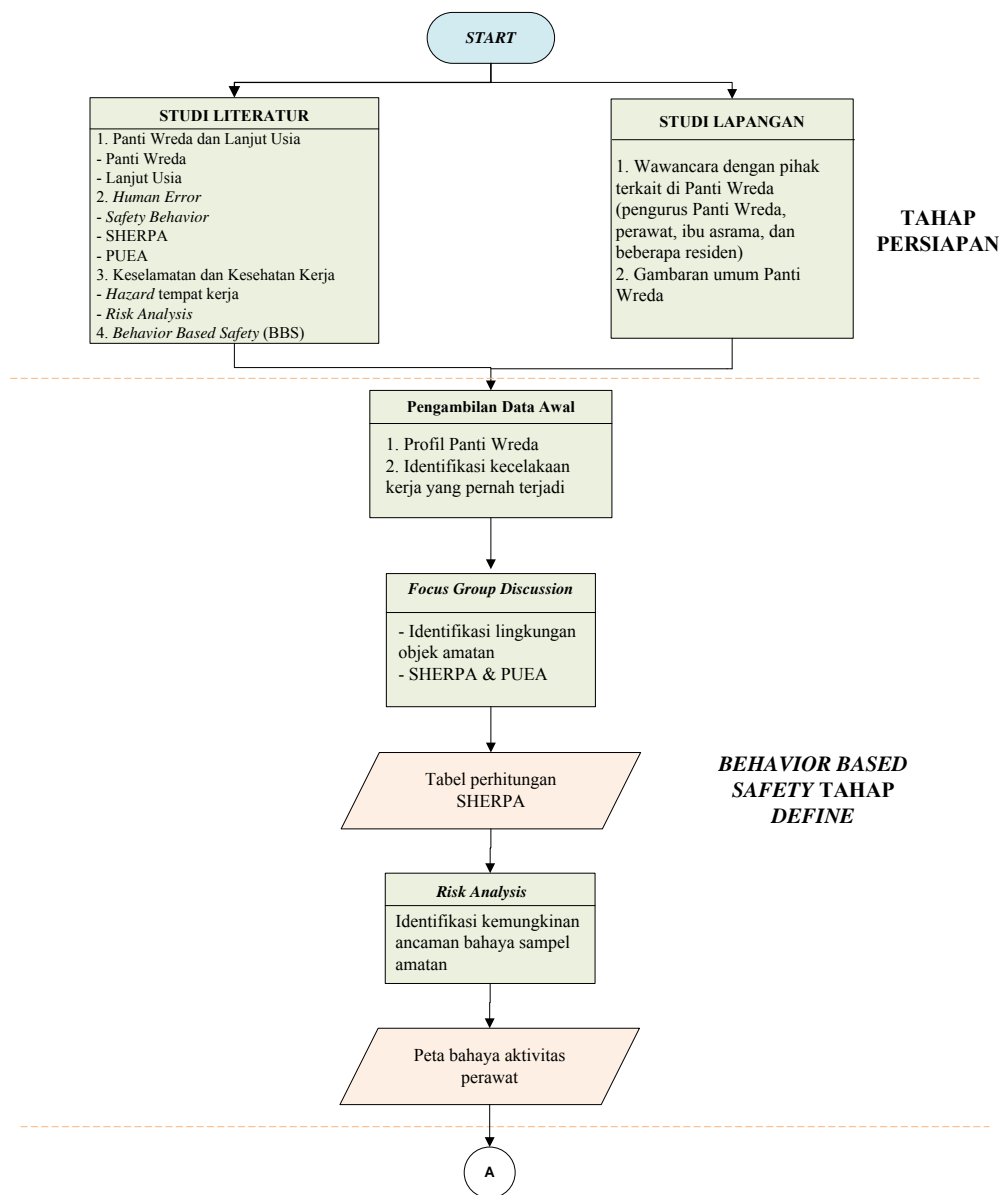 START
STUDI LITERATUR
1. Panti Wreda dan Lanjut Usia
- Panti Wreda
- Lanjut Usia
2. Human Error
- Safety Behavior
- SHERPA
- PUEA
3. Keselamatan dan Kesehatan Kerja
- Hazard tempat kerja
- Risk Analysis
4. Behavior Based Safety (BBS)
STUDI LAPANGAN
1. Wawancara dengan pihak
terkait di Panti Wreda
(pengurus Panti Wreda,
perawat, ibu asrama, dan
beberapa residen)
2. Gambaran umum Panti
Wreda
TAHAP
PERSIAPAN
Pengambilan Data Awal
1. Profil Panti Wreda
2. Identifikasi kecelakaan
kerja yang pernah terjadi
Focus Group Discussion
- Identifikasi lingkungan
objek amatan
- SHERPA & PUEA
Tabel perhitungan
SHERPA
BEHAVIOR BASED
SAFETY TAHAP
DEFINE
Risk Analysis
Identifikasi kemungkinan
ancaman bahaya sampel
amatan
Peta bahaya aktivitas
perawat
A